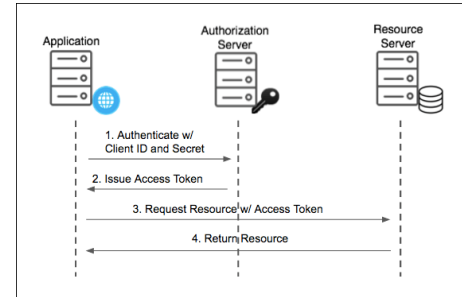 Application
Authorization
Server
Resource
Server
1. Authenticate w/
Client ID and Secret
2. Issue Access Token
3. Request Resource w/ Access Token
4. Return Resource